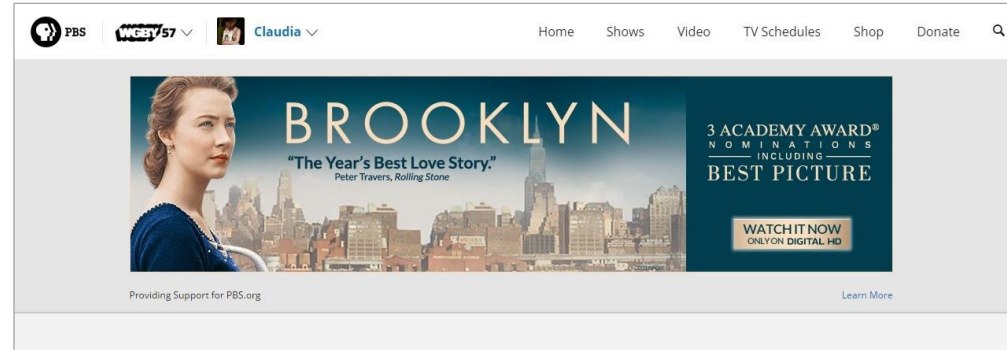 PBS WGBY 57 Claudia Home Shows Video TV Schedules Shop Donate
BROOKLYN
“The Year’s Best Love Story.”
Peter Travers, Rolling Stone
3 ACADEMY AWARD®
NOMINATIONS
INCLUDING
BEST PICTURE
WATCH IT NOW
ONLY ON DIGITAL HD
Providing Support for PBS.org Learn More